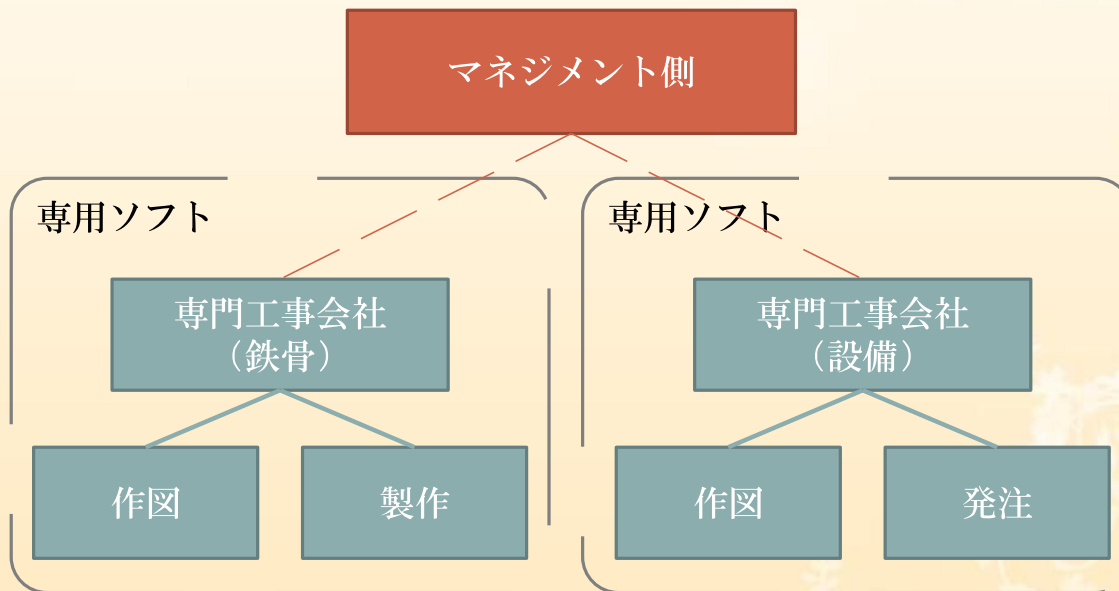 マネジメント側
専用ソフト
専門工事会社
（鉄骨）
作図
製作
専用ソフト
専門工事会社
（設備）
作図
発注